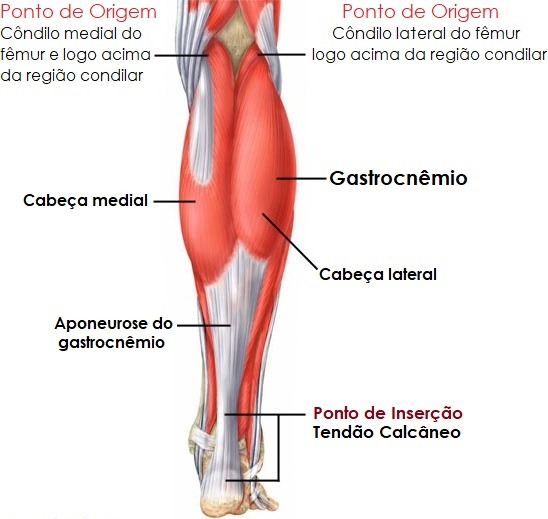 Ponto de Origem
Côndilo medial do
fêmur e logo acima
da região condilar
Ponto de Origem
Côndilo lateral do fêmur
logo acima da região condilar
Gastrocnêmio
Cabeça medial
Cabeça lateral
Aponeurose do
gastrocnêmio
Ponto de Inserção
Tendão Calcâneo